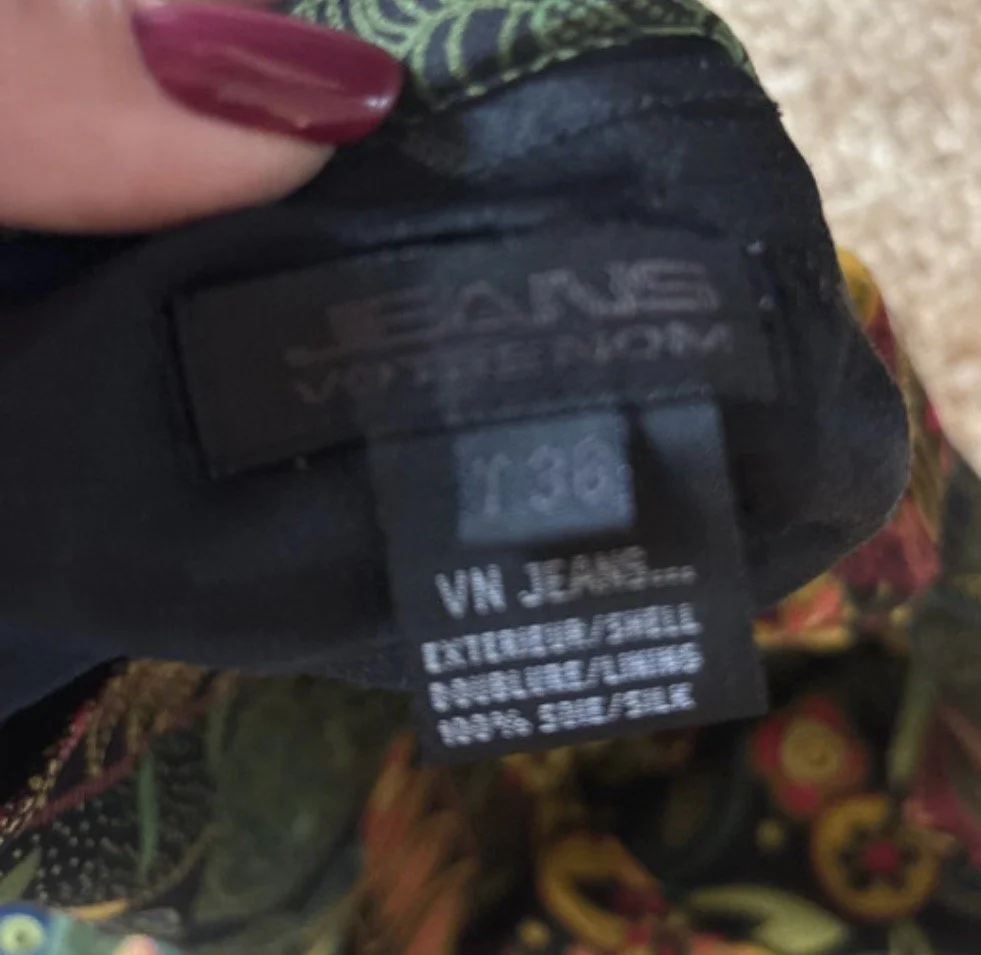 JEANS
VOTRE NOM
T 36
VN JEANS...
EXTERIEUR/SHELL
DOUBLURE/LINING
100% SOIE/SILK